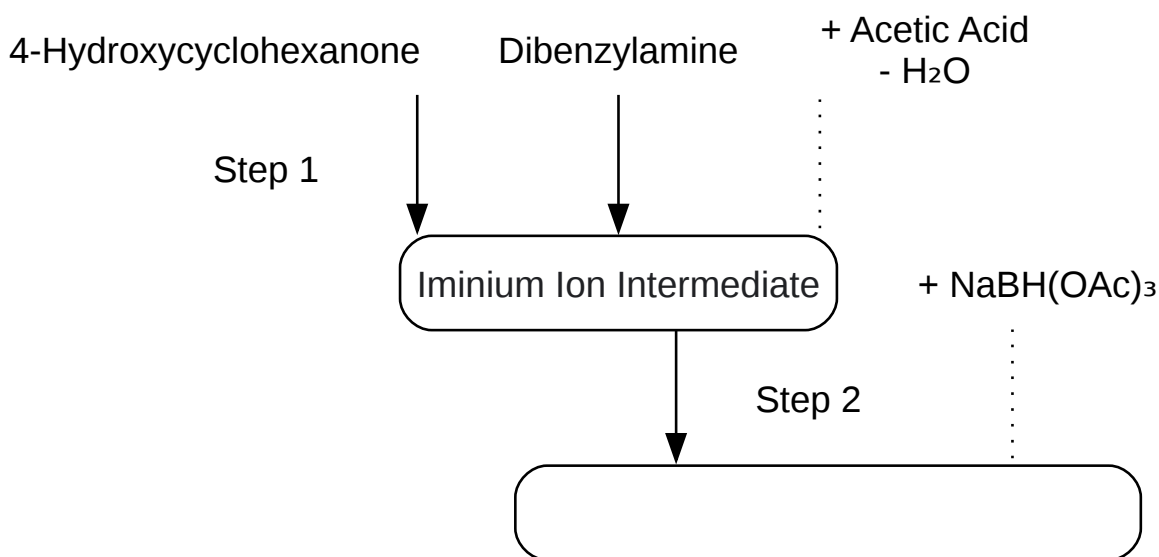 4-Hydroxycyclohexanone
Dibenzylamine
+ Acetic Acid
- H₂O
Step 1
Iminium Ion Intermediate
+ NaBH(OAc)₃
Step 2